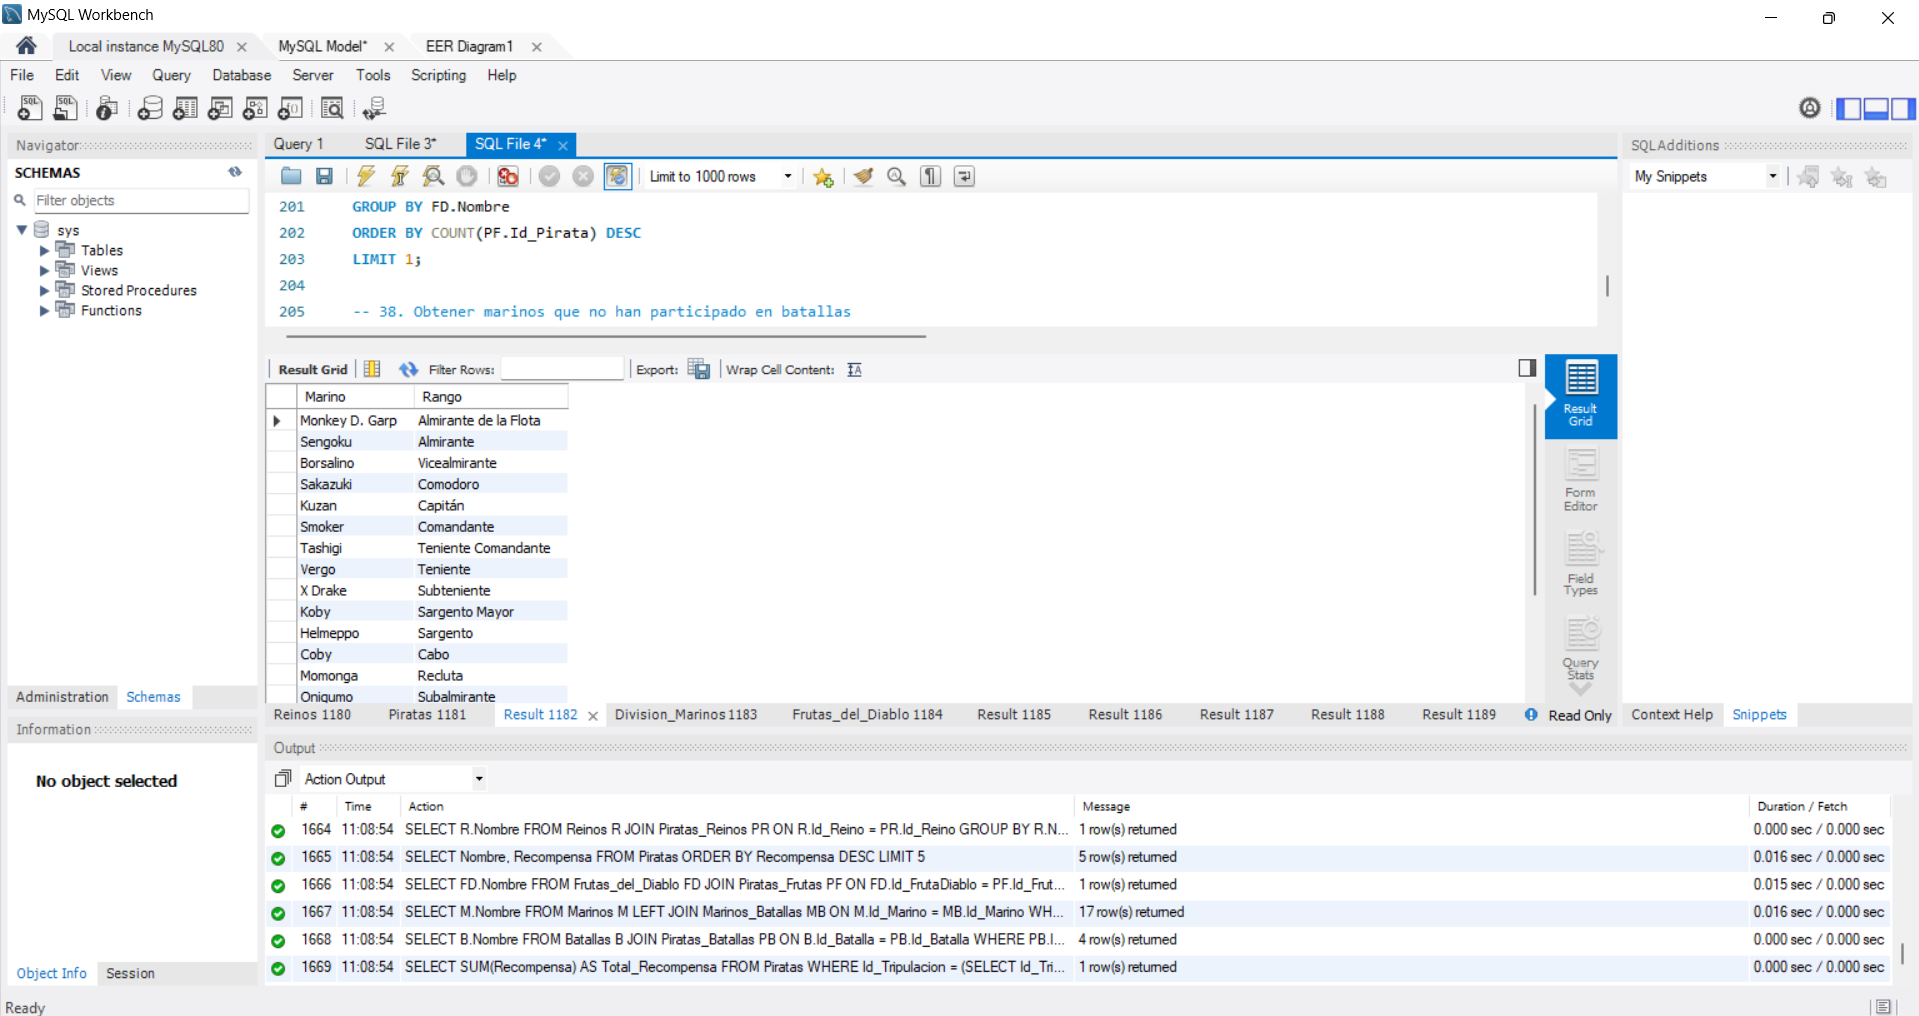 MySQL Workbench
Local instance MySQL80
MySQL Model*
EER Diagram1
File Edit View Query Database Server Tools Scripting Help
Navigator
SCHEMAS
Filter objects
sys
Tables
Views
Stored Procedures
Functions
Administration Schemas
Information
No object selected
Object Info Session
Ready
Query 1 SQL File 3* SQL File 4*
Limit to 1000 rows
201 GROUP BY FD.Nombre
202 ORDER BY COUNT(PF.Id_Pirata) DESC
203 LIMIT 1;
204
205 -- 38. Obtener marinos que no han participado en batallas
Result Grid Filter Rows: Export: Wrap Cell Content:
Marino Rango
Monkey D. Garp Almirante de la Flota
Sengoku Almirante
Borsalino Vicealmirante
Sakazuki Comodoro
Kuzan Capitán
Smoker Comandante
Tashigi Teniente Comandante
Vergo Teniente
X Drake Subteniente
Koby Sargento Mayor
Helmeppo Sargento
Coby Cabo
Momonga Recluta
Onigumo Subalmirante
Result Grid
Form Editor
Field Types
Query Stats
Reinos 1180 Piratas 1181 Result 1182 Division_Marinos1183 Frutas_del_Diablo 1184 Result 1185 Result 1186 Result 1187 Result 1188 Result 1189 Read Only
SQLAdditions
My Snippets
Context Help Snippets
Output
Action Output
# Time Action Message Duration / Fetch
1664 11:08:54 SELECT R.Nombre FROM Reinos R JOIN Piratas_Reinos PR ON R.Id_Reino = PR.Id_Reino GROUP BY R.N... 1 row(s) returned 0.000 sec / 0.000 sec
1665 11:08:54 SELECT Nombre, Recompensa FROM Piratas ORDER BY Recompensa DESC LIMIT 5 5 row(s) returned 0.016 sec / 0.000 sec
1666 11:08:54 SELECT FD.Nombre FROM Frutas_del_Diablo FD JOIN Piratas_Frutas PF ON FD.Id_FrutaDiablo = PF.Id_Frut... 1 row(s) returned 0.015 sec / 0.000 sec
1667 11:08:54 SELECT M.Nombre FROM Marinos M LEFT JOIN Marinos_Batallas MB ON M.Id_Marino = MB.Id_Marino WH... 17 row(s) returned 0.016 sec / 0.000 sec
1668 11:08:54 SELECT B.Nombre FROM Batallas B JOIN Piratas_Batallas PB ON B.Id_Batalla = PB.Id_Batalla WHERE PB.I... 4 row(s) returned 0.000 sec / 0.000 sec
1669 11:08:54 SELECT SUM(Recompensa) AS Total_Recompensa FROM Piratas WHERE Id_Tripulacion = (SELECT Id_Tri... 1 row(s) returned 0.000 sec / 0.000 sec